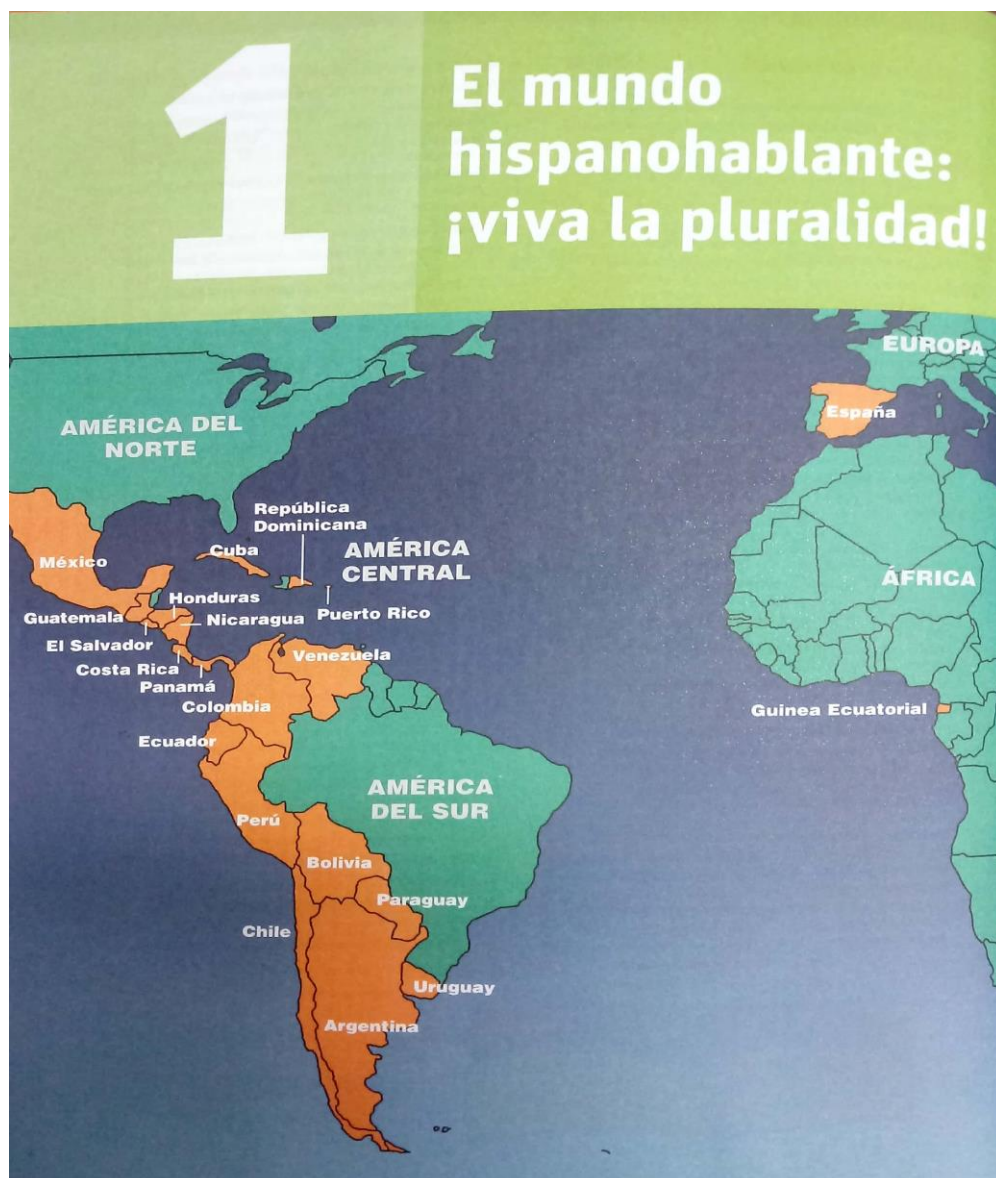 1
El mundo
hispanohablante:
¡viva la pluralidad!
EUROPA
España
AMÉRICA DEL
NORTE
República
Dominicana
Cuba
AMÉRICA
CENTRAL
México
ÁFRICA
Honduras
Guatemala
Nicaragua
Puerto Rico
El Salvador
Costa Rica
Venezuela
Panamá
Colombia
Guinea Ecuatorial
Ecuador
AMÉRICA
DEL SUR
Perú
Bolivia
Paraguay
Chile
Uruguay
Argentina